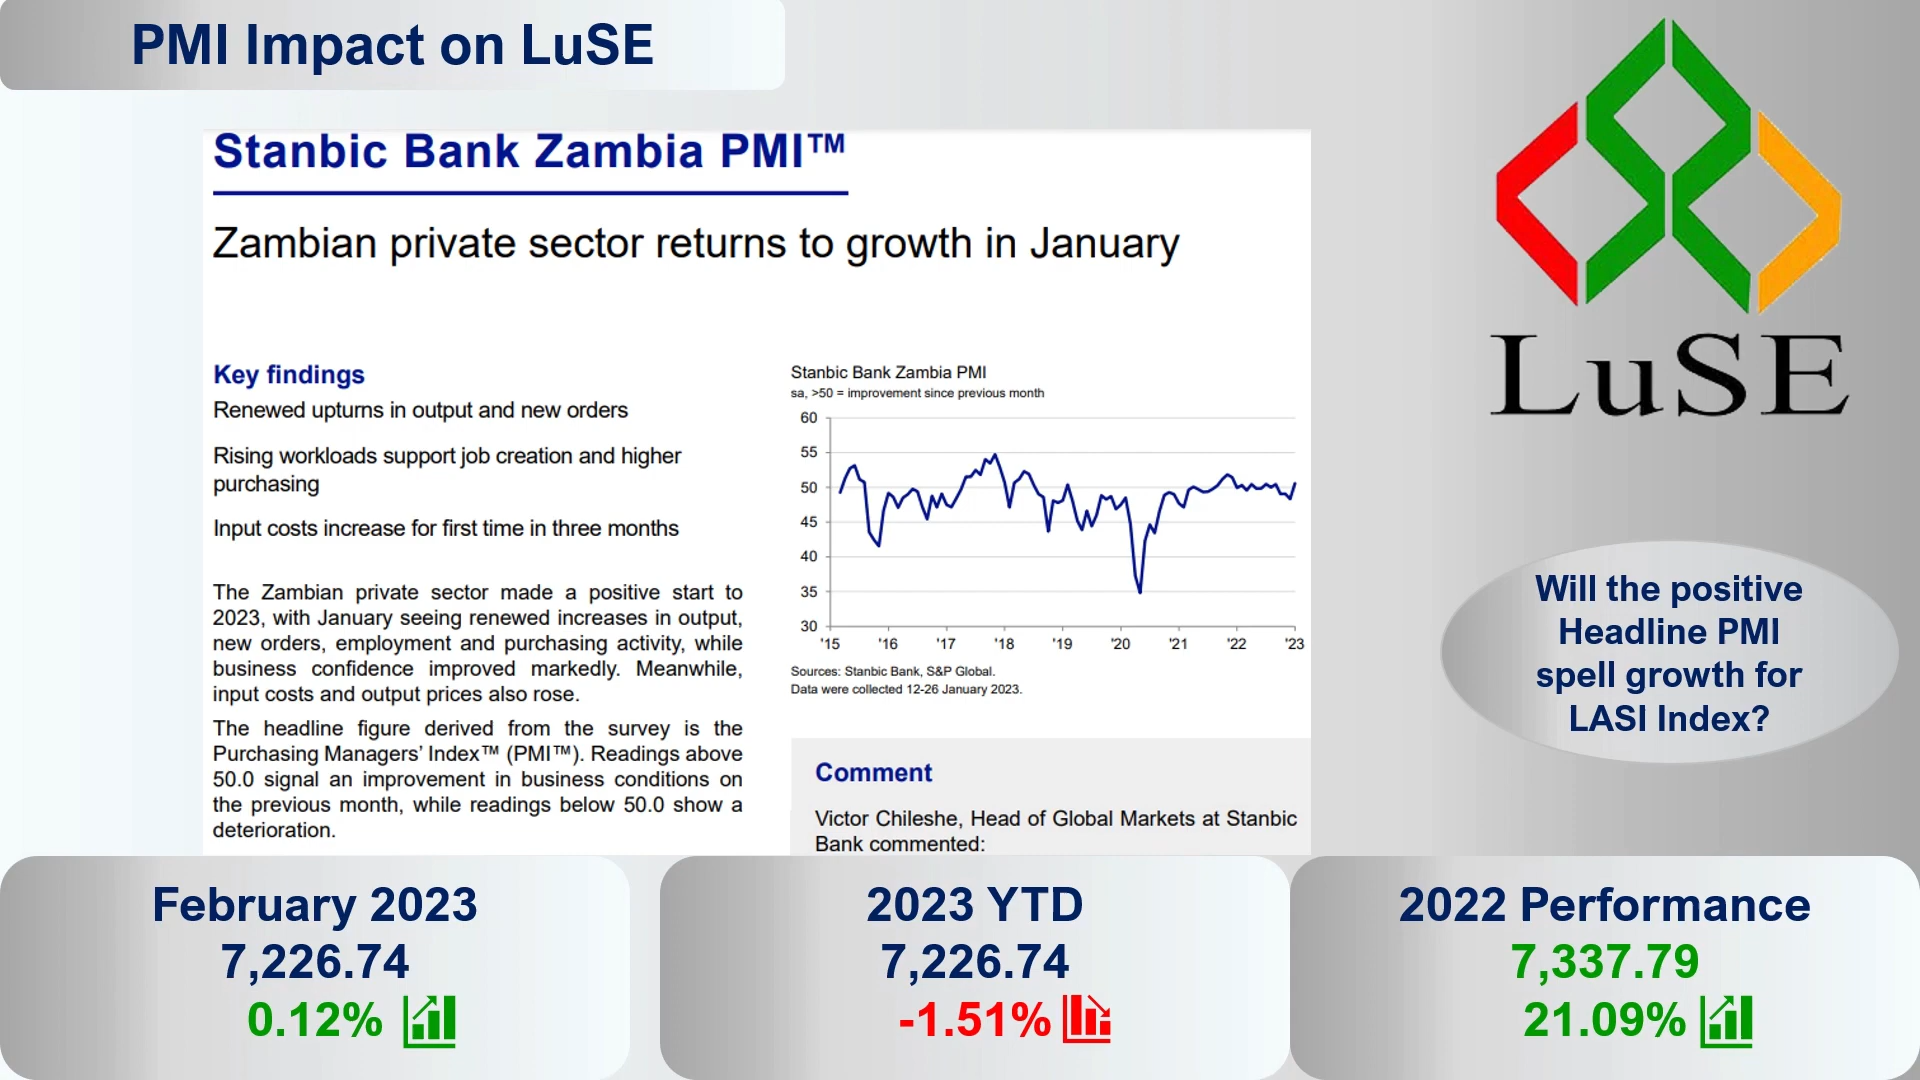 PMI Impact on LuSE
Stanbic Bank Zambia PMI™
Zambian private sector returns to growth in January
Key findings
Renewed upturns in output and new orders
Rising workloads support job creation and higher
purchasing
Input costs increase for first time in three months
The Zambian private sector made a positive start to
2023, with January seeing renewed increases in output,
new orders, employment and purchasing activity, while
business confidence improved markedly. Meanwhile,
input costs and output prices also rose.
The headline figure derived from the survey is the
Purchasing Managers' Index™ (PMI™). Readings above
50.0 signal an improvement in business conditions on
the previous month, while readings below 50.0 show a
deterioration.
Stanbic Bank Zambia PMI
sa, >50 = improvement since previous month
60
55
50
45
40
35
30
'15 '16 '17 '18 '19 '20 '21 '22 '23
Sources: Stanbic Bank, S&P Global.
Data were collected 12-26 January 2023.
Comment
Victor Chileshe, Head of Global Markets at Stanbic
Bank commented:
LuSE
Will the positive
Headline PMI
spell growth for
LASI Index?
February 2023
7,226.74
0.12%
2023 YTD
7,226.74
-1.51%
2022 Performance
7,337.79
21.09%